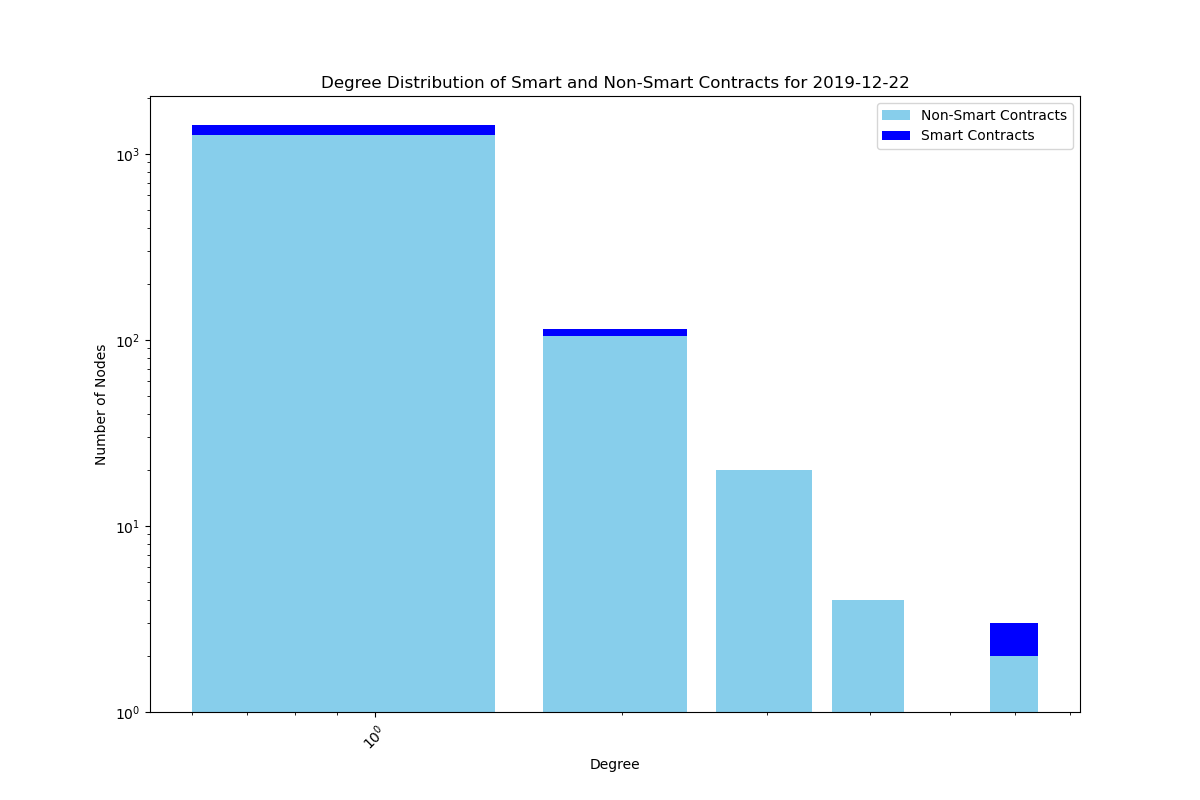 Degree Distribution of Smart and Non-Smart Contracts for 2019-12-22
Non-Smart Contracts
Smart Contracts
10³
10²
10¹
10⁰
Number of Nodes
10⁰
Degree